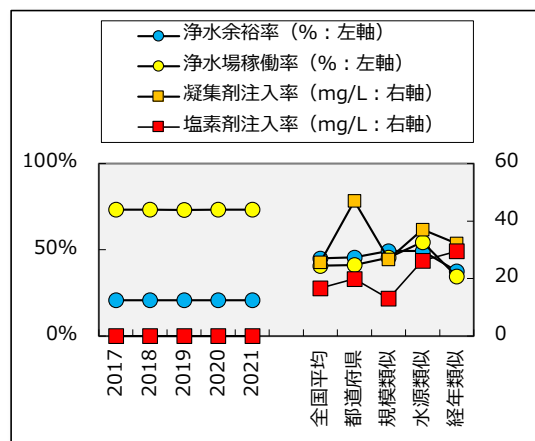 浄水余裕率（%：左軸）
浄水場稼働率（%：左軸）
凝集剤注入率（mg/L：右軸）
塩素剤注入率（mg/L：右軸）
100%
50%
0%
60
40
20
0
2017
2018
2019
2020
2021
全国平均
都道府県
規模類似
水源類似
経年類似